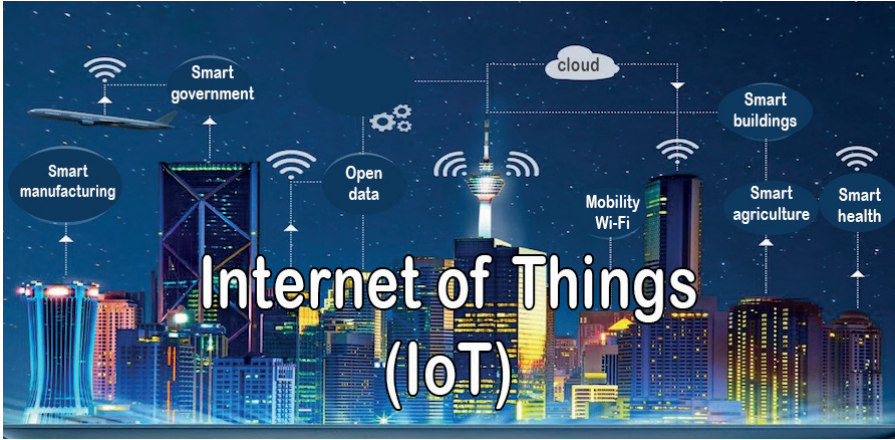 cloud
Smart
government
Smart
buildings
Smart
manufacturing
Open
data
Mobility
Wi-Fi
Smart
agriculture
Smart
health
Internet of Things
(IoT)